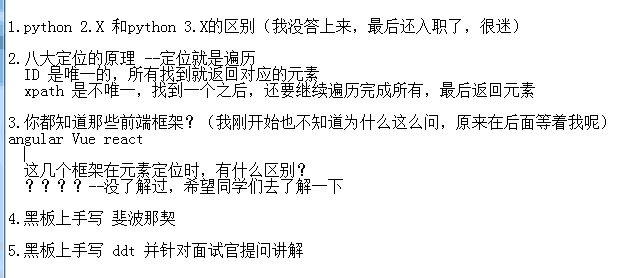 1.python 2.X 和python 3.X的区别（我没答上来，最后还入职了，很迷）
2.八大定位的原理 --定位就是遍历
ID 是唯一的，所有找到就返回对应的元素
xpath 是不唯一，找到一个之后，还要继续遍历完成所有，最后返回元素
3.你都知道那些前端框架？（我刚开始也不知道为什么这么问，原来在后面等着我呢）
angular Vue react
这几个框架在元素定位时，有什么区别？
？？？？--没了解过，希望同学们去了解一下
4.黑板上手写 斐波那契
5.黑板上手写 ddt 并针对面试官提问讲解